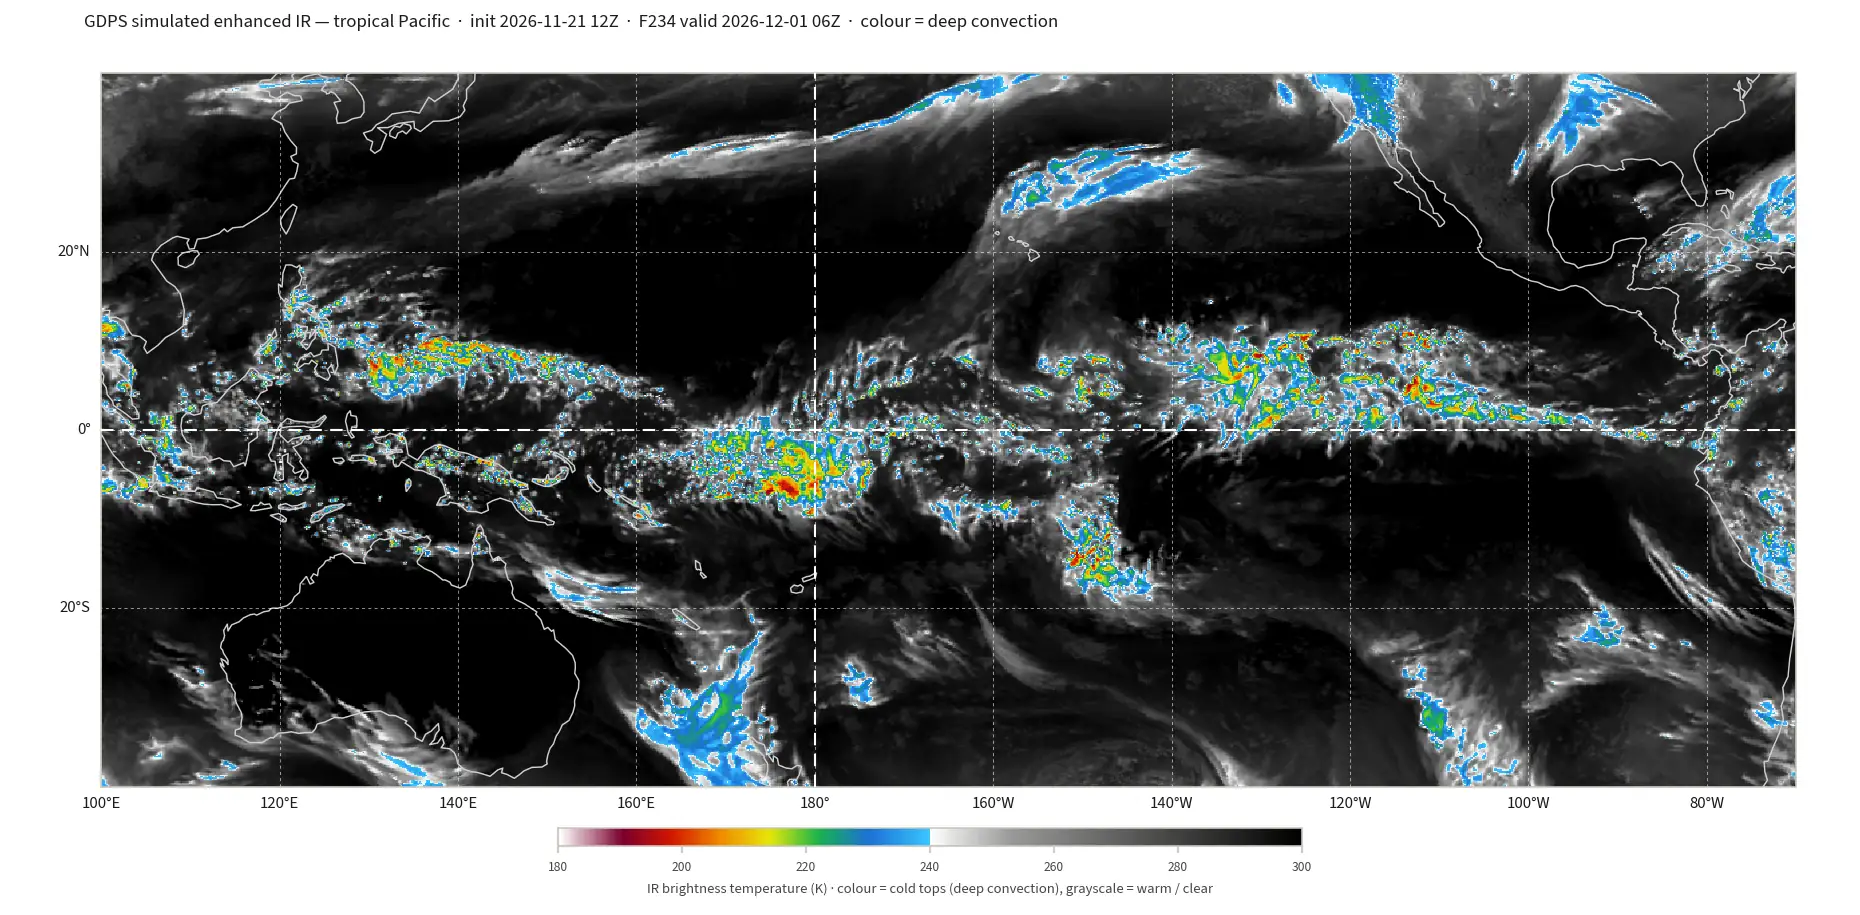 GDPS simulated enhanced IR — tropical Pacific · init 2026-11-21 12Z · F234 valid 2026-12-01 06Z · colour = deep convection
20°N
0°
20°S
100°E 120°E 140°E 160°E 180° 160°W 140°W 120°W 100°W 80°W
180 200 220 240 260 280 300
IR brightness temperature (K) · colour = cold tops (deep convection), grayscale = warm / clear